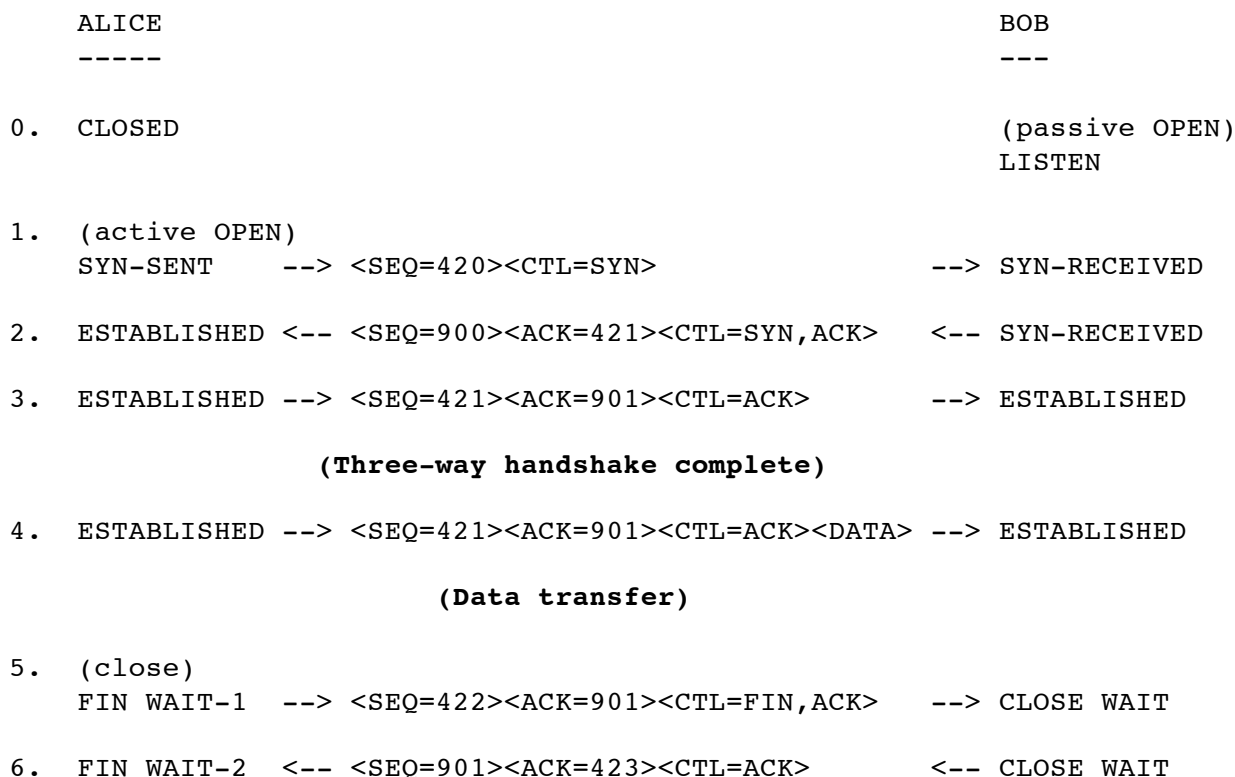 ALICE BOB
----- ---
0. CLOSED (passive OPEN)
LISTEN
1. (active OPEN)
SYN-SENT --> <SEQ=420><CTL=SYN> --> SYN-RECEIVED
2. ESTABLISHED <-- <SEQ=900><ACK=421><CTL=SYN,ACK> <-- SYN-RECEIVED
3. ESTABLISHED --> <SEQ=421><ACK=901><CTL=ACK> --> ESTABLISHED
(Three-way handshake complete)
4. ESTABLISHED --> <SEQ=421><ACK=901><CTL=ACK><DATA> --> ESTABLISHED
(Data transfer)
5. (close)
FIN WAIT-1 --> <SEQ=422><ACK=901><CTL=FIN,ACK> --> CLOSE WAIT
6. FIN WAIT-2 <-- <SEQ=901><ACK=423><CTL=ACK> <-- CLOSE WAIT